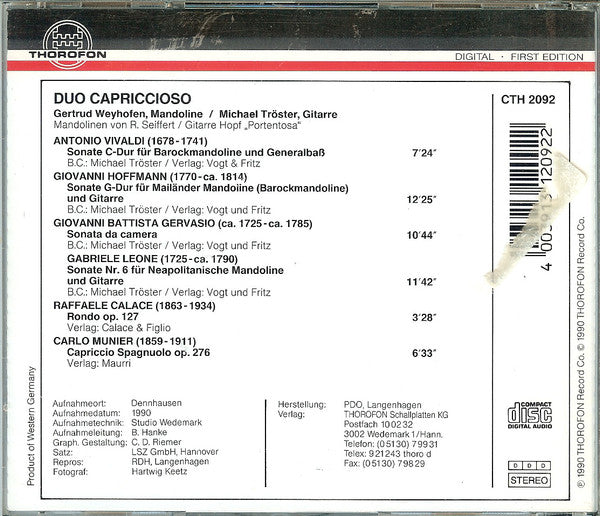 THOROFON
DIGITAL · FIRST EDITION
DUO CAPRICCIOSO
CTH 2092
Gertrud Weyhofen, Mandoline / Michael Tröster, Gitarre
Mandolinen von R. Seiffert / Gitarre Hopf „Portentosa“
ANTONIO VIVALDI (1678-1741)
Sonate C-Dur für Barockmandoline und Generalbaß 7′24″
B.C.: Michael Tröster / Verlag: Vogt & Fritz
GIOVANNI HOFFMANN (1770-ca. 1814)
Sonate G-Dur für Mailänder Mandoline (Barockmandoline)
und Gitarre 12′25″
B.C.: Michael Tröster / Verlag: Vogt und Fritz
GIOVANNI BATTISTA GERVASIO (ca. 1725-ca. 1785)
Sonata da camera 10′44″
B.C.: Michael Tröster / Verlag: Vogt und Fritz
GABRIELE LEONE (1725-ca. 1790)
Sonate Nr. 6 für Neapolitanische Mandoline
und Gitarre 11′42″
B.C.: Michael Tröster / Verlag: Vogt und Fritz
RAFFAELE CALACE (1863-1934)
Rondo op. 127 3′28″
Verlag: Calace & Figlio
CARLO MUNIER (1859-1911)
Capriccio Spagnuolo op. 276 6′33″
Verlag: Maurri
Aufnahmeort: Dennhausen
Aufnahmedatum: 1990
Aufnahmetechnik: Studio Wedemark
Aufnahmeleitung: B. Hanke
Graph. Gestaltung: C. D. Riemer
Satz: LSZ GmbH, Hannover
Repros: RDH, Langenhagen
Fotograf: Hartwig Keetz
Herstellung: PDO, Langenhagen
Verlag: THOROFON Schallplatten KG
Postfach 100232
3002 Wedemark 1/Hann.
Telefon: (05130) 79931
Telex: 921243 thoro d
Fax (05130) 79829
COMPACT
disc
DIGITAL AUDIO
D D D
STEREO
Product of Western Germany
4 003913 120922
℗ 1990 THOROFON Record Co. © 1990 THOROFON Record Co.